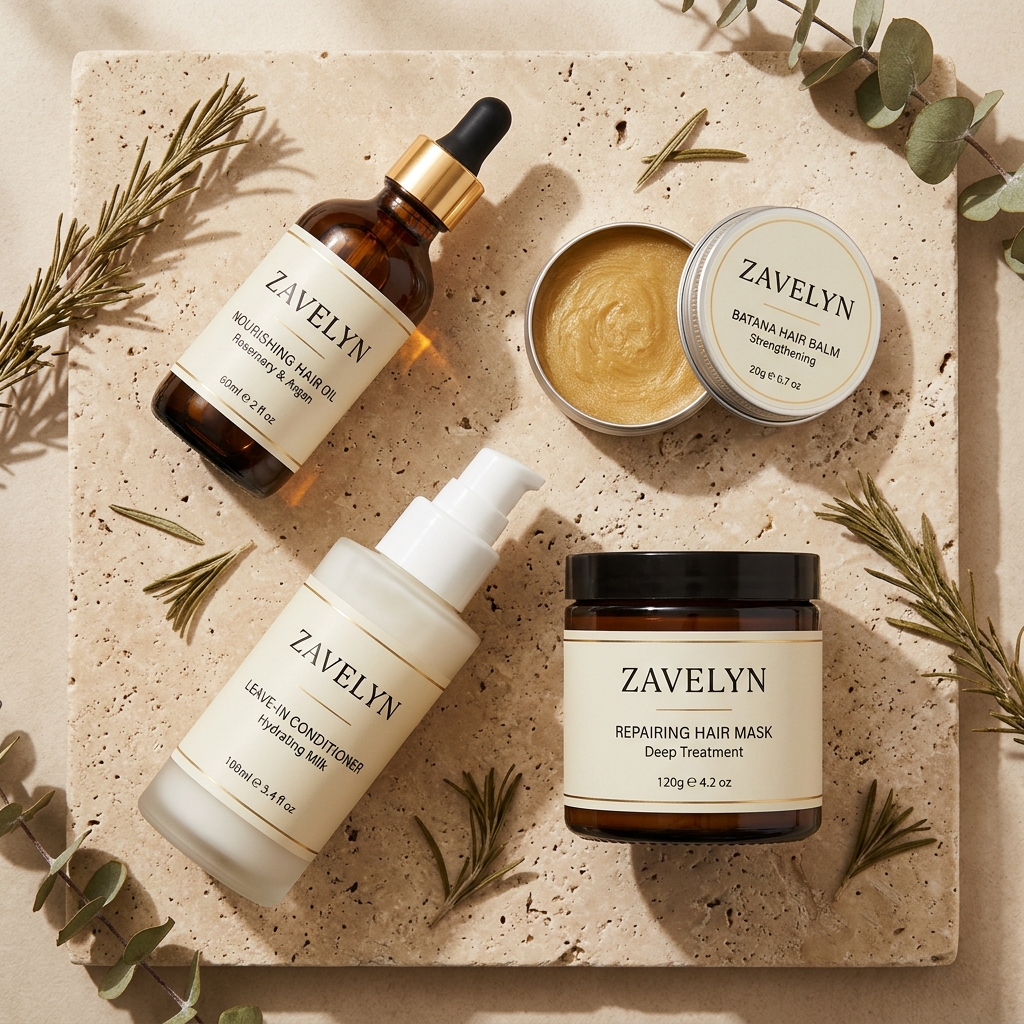 ZAVELYN
NOURISHING HAIR OIL
Rosemary & Argan
60ml ℮ 2 fl oz
ZAVELYN
BATANA HAIR BALM
Strengthening
20g ℮ 6.7 oz
ZAVELYN
LEAVE-IN CONDITIONER
Hydrating Milk
100ml ℮ 3.4 fl oz
ZAVELYN
REPAIRING HAIR MASK
Deep Treatment
120g ℮ 4.2 oz